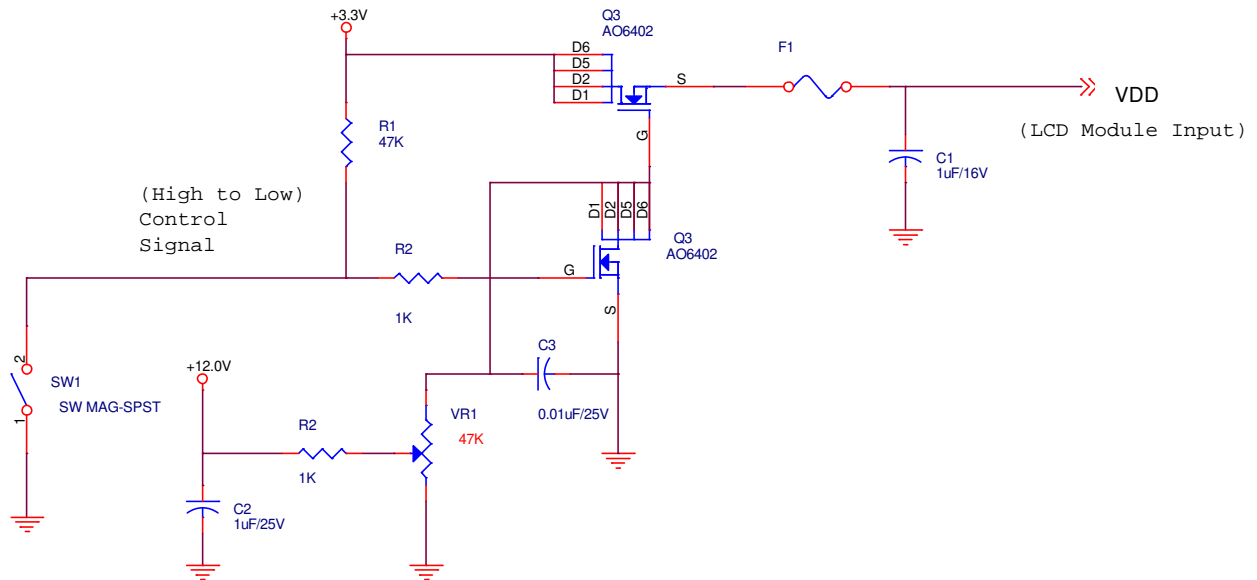 +3.3V
Q3
AO6402
D6
D5
D2
D1
S
G
F1
VDD
(LCD Module Input)
R1
47K
C1
1uF/16V
(High to Low)
Control
Signal
D1
D2
D5
D6
Q3
AO6402
R2
1K
G
S
2
SW1
SW MAG-SPST
1
+12.0V
C3
0.01uF/25V
VR1
47K
R2
1K
C2
1uF/25V